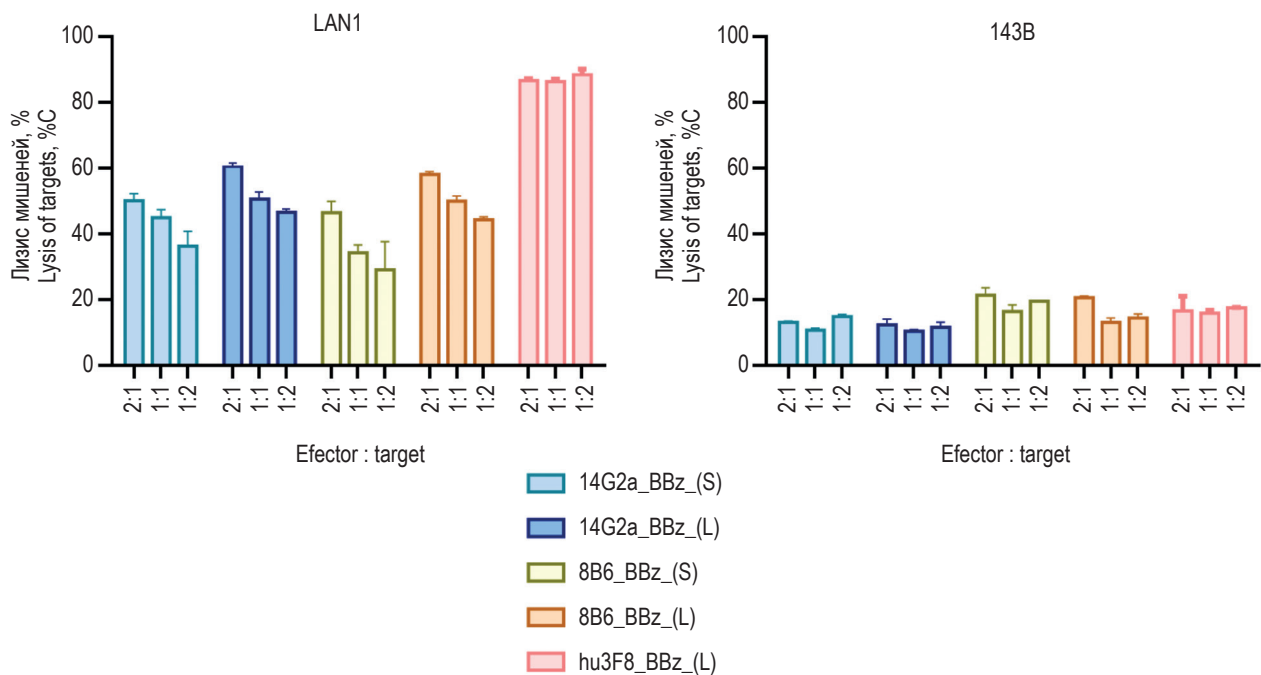 LAN1
Лизис мишеней, %
Lysis of targets, %C
100
80
60
40
20
0
2:1 1:1 1:2 2:1 1:1 1:2 2:1 1:1 1:2 2:1 1:1 1:2 2:1 1:1 1:2
Efector : target
143B
Лизис мишеней, %
Lysis of targets, %C
100
80
60
40
20
0
2:1 1:1 1:2 2:1 1:1 1:2 2:1 1:1 1:2 2:1 1:1 1:2 2:1 1:1 1:2
Efector : target
14G2a_BBz_(S)
14G2a_BBz_(L)
8B6_BBz_(S)
8B6_BBz_(L)
hu3F8_BBz_(L)